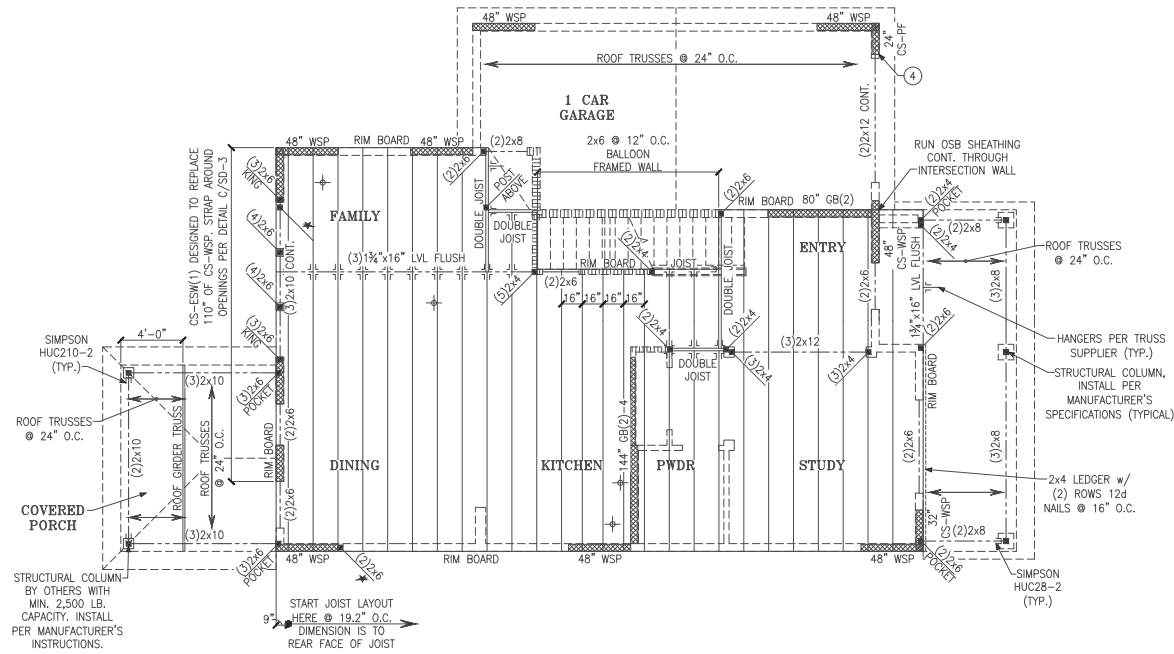 48" WSP
48" WSP
24"
CS-PF
4
ROOF TRUSSES @ 24" O.C.
1 CAR
GARAGE
2x6 @ 12" O.C.
BALLOON
FRAMED WALL
(2)2x12 CONT.
RUN OSB SHEATHING
CONT. THROUGH
INTERSECTION WALL
48" WSP
RIM BOARD
48" WSP
(2)2x8
(2)2x6
POST
ABOVE
(3)2x6
KING
(4)2x6
(4)2x6
(3)2x6
KING
(3)2x10 CONT.
CS-ESW(1) DESIGNED TO REPLACE
110" OF CS-WSP. STRAP AROUND
OPENINGS PER DETAIL C/SD-3
FAMILY
DOUBLE JOIST
DOUBLE
JOIST
(3)1¾"x16" LVL FLUSH
(2)2x6
RIM BOARD
80" GB(2)
ENTRY
48"
CS-WSP
(2)2x4
POCKET
(2)2x4
(2)2x8
ROOF TRUSSES
@ 24" O.C.
(2)2x4
RIM BOARD
JOIST
DOUBLE JOIST
(5)2x4
(2)2x6
16"
16"
16"
16"
(2)2x6
1¾"x16" LVL FLUSH
(3)2x8
HANGERS PER TRUSS
SUPPLIER (TYP.)
(2)2x4
(2)2x4
DOUBLE
JOIST
(3)2x4
(3)2x12
(3)2x4
(2)2x6
RIM BOARD
STRUCTURAL COLUMN,
INSTALL PER
MANUFACTURER'S
SPECIFICATIONS (TYPICAL)
4'-0"
SIMPSON
HUC210-2
(TYP.)
(3)2x10
(3)2x6
POCKET
ROOF TRUSSES
@ 24" O.C.
(2)2x10
ROOF GIRDER TRUSS
ROOF TRUSSES
@ 24" O.C.
RIM BOARD
(2)2x6
(2)2x6
COVERED
PORCH
(3)2x10
DINING
KITCHEN
144" GB(2)-4
PWDR
STUDY
(2)2x6
(3)2x8
2x4 LEDGER w/
(2) ROWS 12d
NAILS @ 16" O.C.
32"
CS-WSP
(2)2x8
(3)2x6
POCKET
48" WSP
(2)2x6
RIM BOARD
48" WSP
48" WSP
(2)2x6
POCKET
SIMPSON
HUC28-2
(TYP.)
STRUCTURAL COLUMN
BY OTHERS WITH
MIN. 2,500 LB.
CAPACITY. INSTALL
PER MANUFACTURER'S
INSTRUCTIONS.
9"
START JOIST LAYOUT
HERE @ 19.2" O.C.
DIMENSION IS TO
REAR FACE OF JOIST